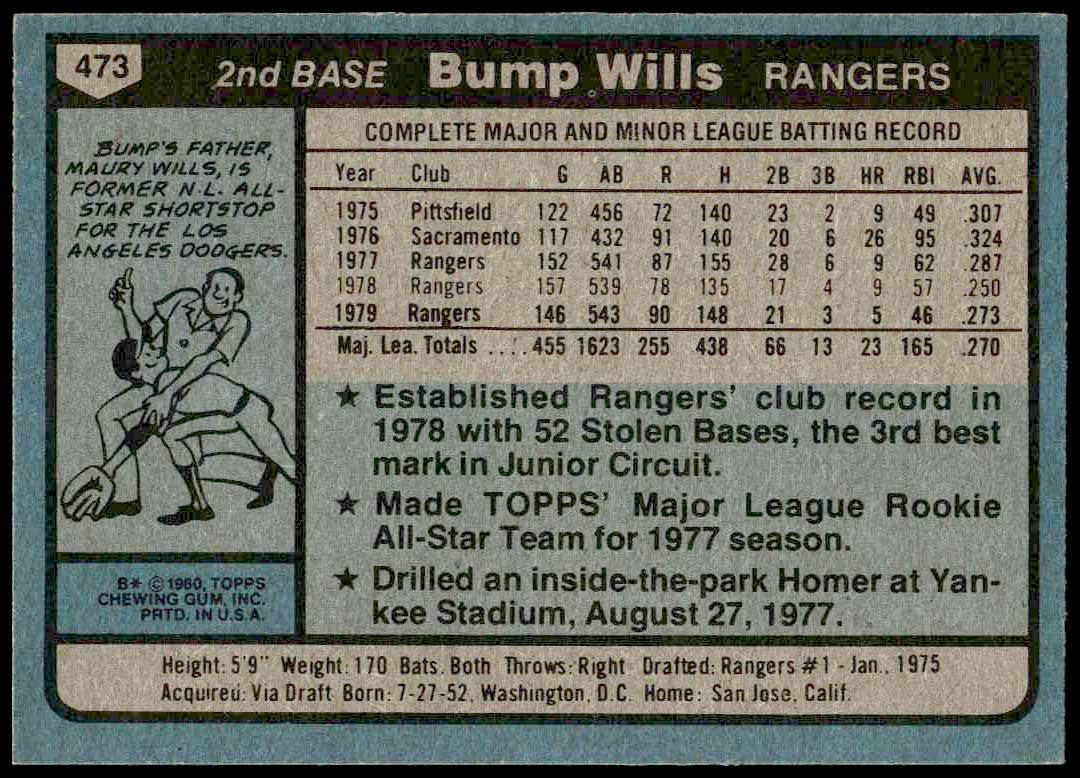 473
2nd BASE Bump Wills RANGERS
BUMP'S FATHER,
MAURY WILLS, IS
FORMER N.L. ALL-
STAR SHORTSTOP
FOR THE LOS
ANGELES DODGERS.
B* © 1980, TOPPS
CHEWING GUM, INC.
PRTD. IN U.S.A.
COMPLETE MAJOR AND MINOR LEAGUE BATTING RECORD
Year Club G AB R H 2B 3B HR RBI AVG.
1975 Pittsfield 122 456 72 140 23 2 9 49 .307
1976 Sacramento 117 432 91 140 20 6 26 95 .324
1977 Rangers 152 541 87 155 28 6 9 62 .287
1978 Rangers 157 539 78 135 17 4 9 57 .250
1979 Rangers 146 543 90 148 21 3 5 46 .273
Maj. Lea. Totals .... 455 1623 255 438 66 13 23 165 .270
★ Established Rangers' club record in
1978 with 52 Stolen Bases, the 3rd best
mark in Junior Circuit.
★ Made TOPPS' Major League Rookie
All-Star Team for 1977 season.
★ Drilled an inside-the-park Homer at Yan-
kee Stadium, August 27, 1977.
Height: 5'9" Weight: 170 Bats: Both Throws: Right Drafted: Rangers #1 - Jan., 1975
Acquired: Via Draft Born: 7-27-52, Washington, D.C. Home: San Jose, Calif.